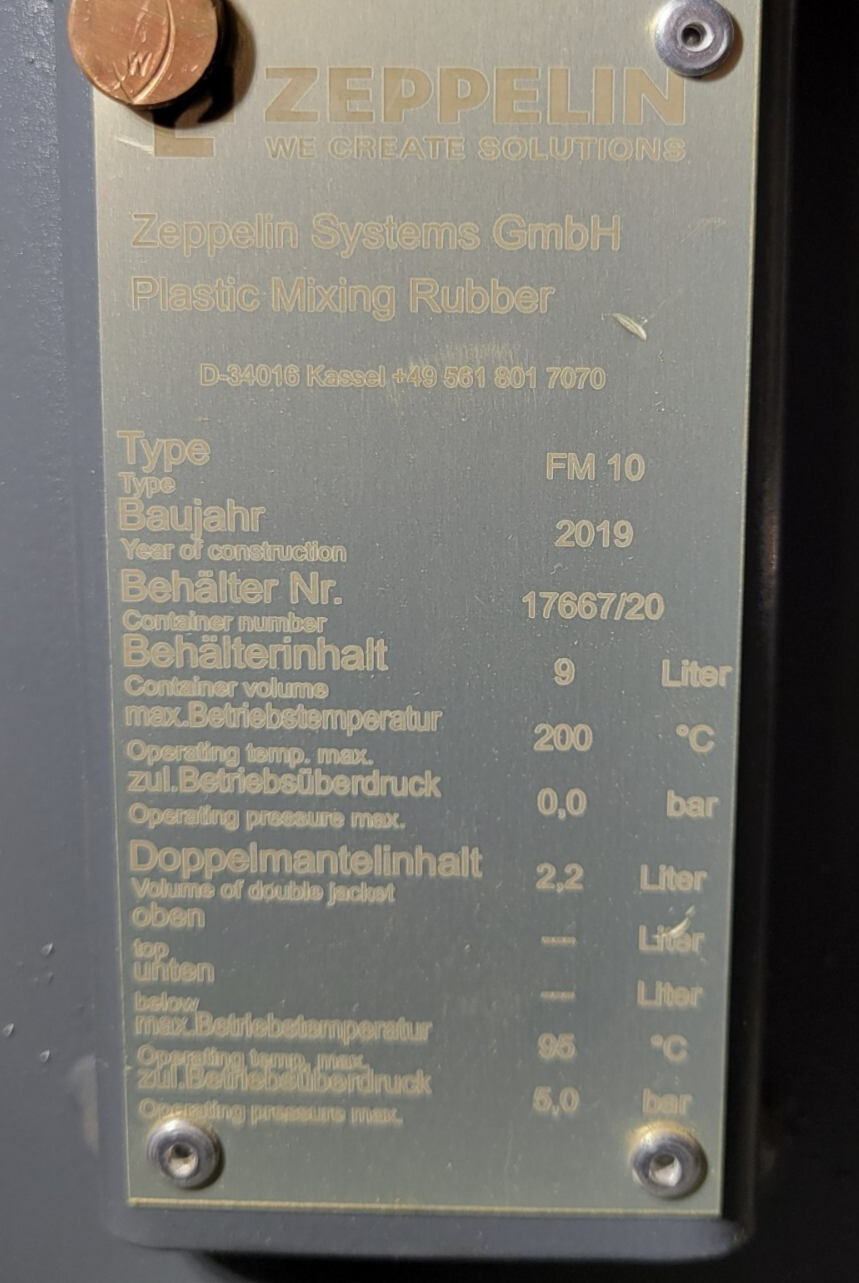 ZEPPELIN
WE CREATE SOLUTIONS
Zeppelin Systems GmbH
Plastic Mixing Rubber
D-34016 Kassel +49 561 801 7070
Type FM 10
Type
Baujahr 2019
Year of construction
Behälter Nr. 17667/20
Container number
Behälterinhalt 9 Liter
Container volume
max.Betriebstemperatur 200 °C
Operating temp. max.
zul.Betriebsüberdruck 0,0 bar
Operating pressure max.
Doppelmantelinhalt 2,2 Liter
Volume of double jacket
oben — Liter
top
unten — Liter
below
max.Betriebstemperatur 95 °C
Operating temp. max.
zul.Betriebsüberdruck 5,0 bar
Operating pressure max.